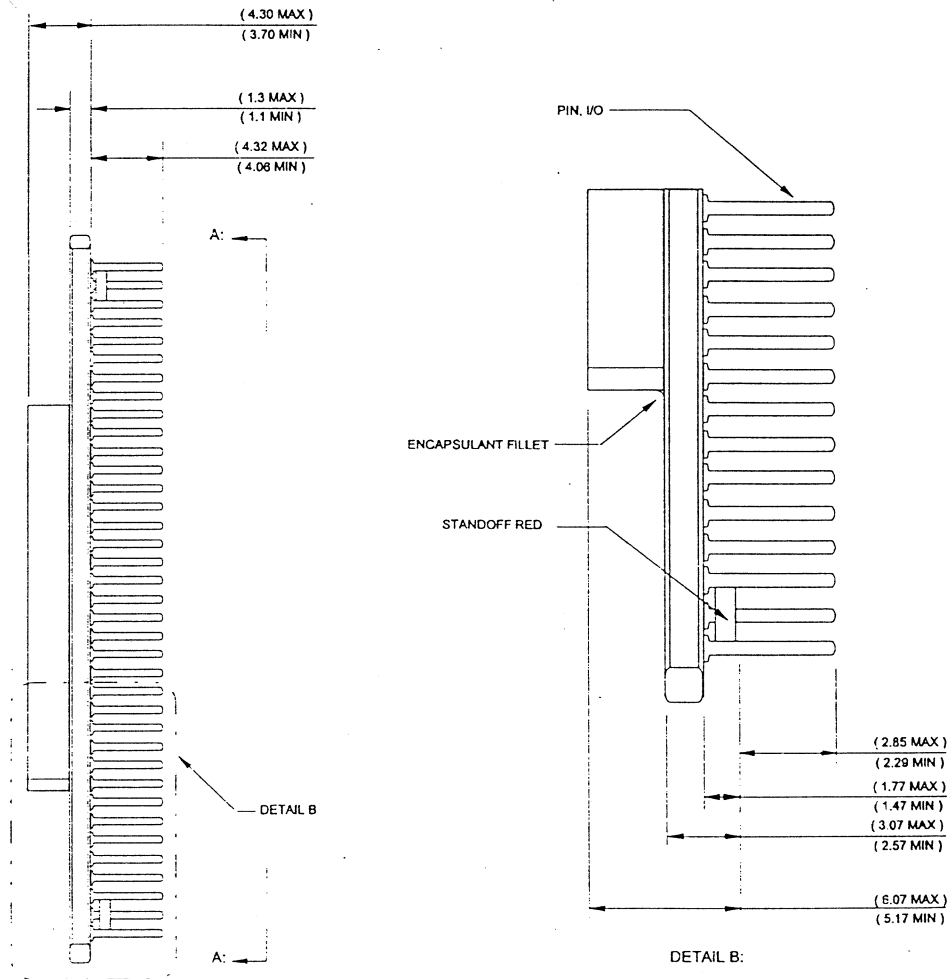 ( 4.30 MAX )
( 3.70 MIN )
( 1.3 MAX )
( 1.1 MIN )
( 4.32 MAX )
( 4.06 MIN )
A:
A:
DETAIL B
PIN, I/O
ENCAPSULANT FILLET
STANDOFF RED
( 2.85 MAX )
( 2.29 MIN )
( 1.77 MAX )
( 1.47 MIN )
( 3.07 MAX )
( 2.57 MIN )
( 6.07 MAX )
( 5.17 MIN )
DETAIL B: